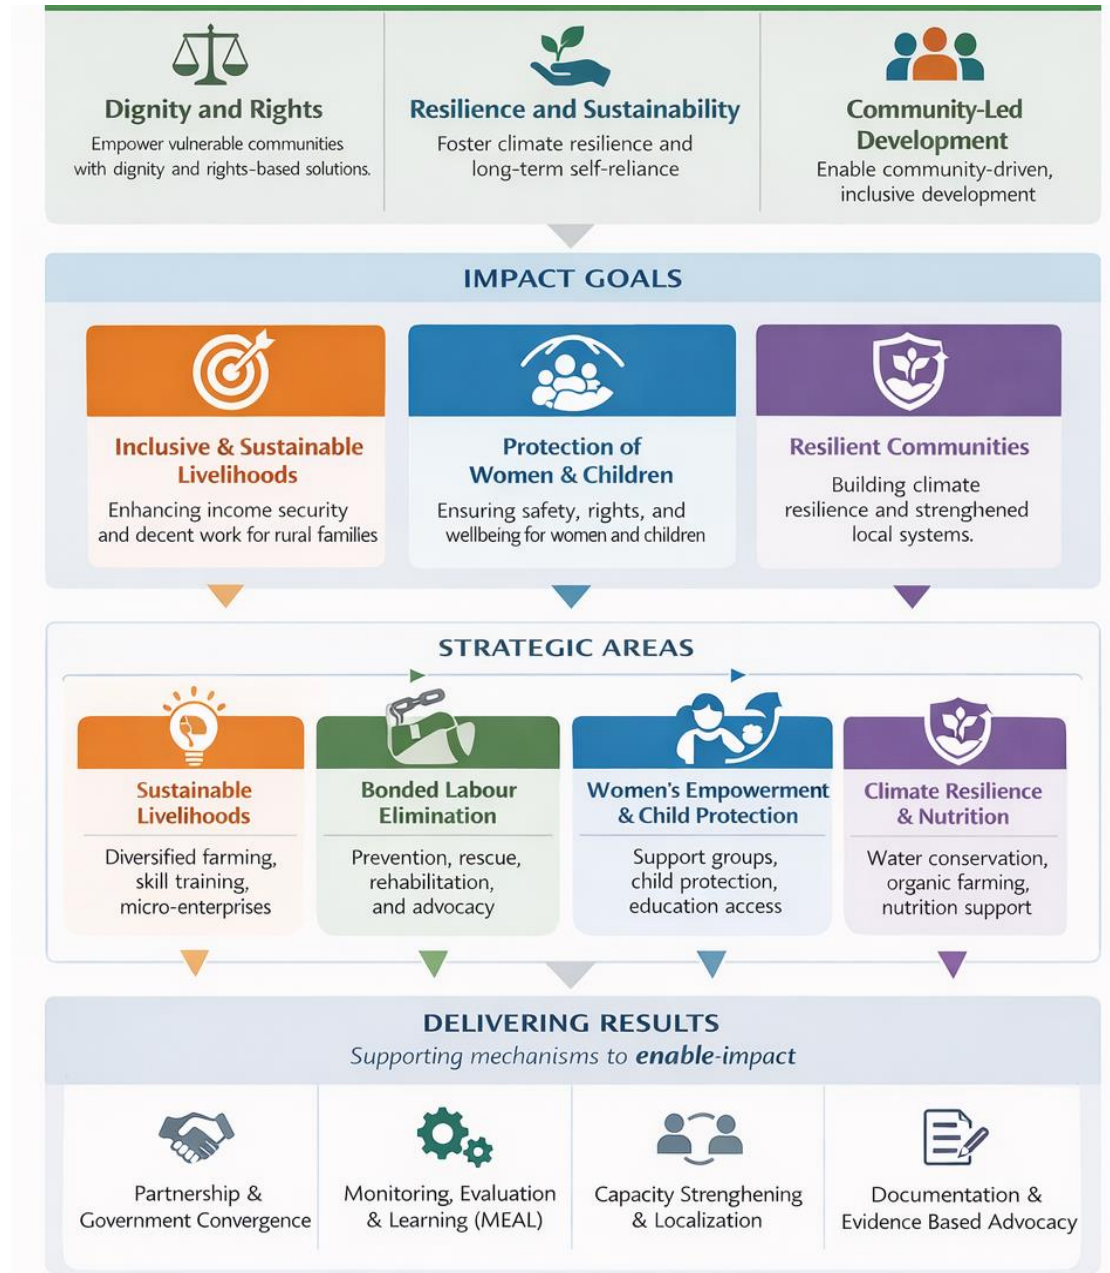 Dignity and Rights
Empower vulnerable communities
with dignity and rights-based solutions.
Resilience and Sustainability
Foster climate resilience and
long-term self-reliance
Community-Led
Development
Enable community-driven,
inclusive development
IMPACT GOALS
Inclusive & Sustainable
Livelihoods
Enhancing income security
and decent work for rural families
Protection of
Women & Children
Ensuring safety, rights, and
wellbeing for women and children
Resilient Communities
Building climate
resilience and strenghened
local systems.
STRATEGIC AREAS
Sustainable
Livelihoods
Diversified farming,
skill training,
micro-enterprises
Bonded Labour
Elimination
Prevention, rescue,
rehabilitation,
and advocacy
Women's Empowerment
& Child Protection
Support groups,
child protection,
education access
Climate Resilience
& Nutrition
Water conservation,
organic farming,
nutrition support
DELIVERING RESULTS
Supporting mechanisms to enable-impact
Partnership &
Government Convergence
Monitoring, Evaluation
& Learning (MEAL)
Capacity Strenghening
& Localization
Documentation &
Evidence Based Advocacy